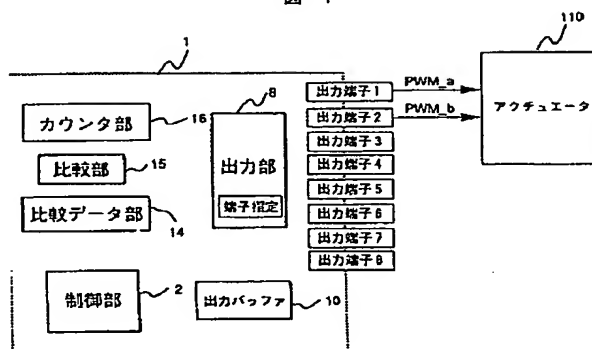 1
110
8
出力端子1
PWM_a
アクチュエータ
カウンタ部
16
出力端子2
PWM_b
出力端子3
比較部
15
出力部
出力端子4
端子指定
出力端子5
比較データ部
14
出力端子6
出力端子7
出力端子8
制御部
2
出力バッファ
10